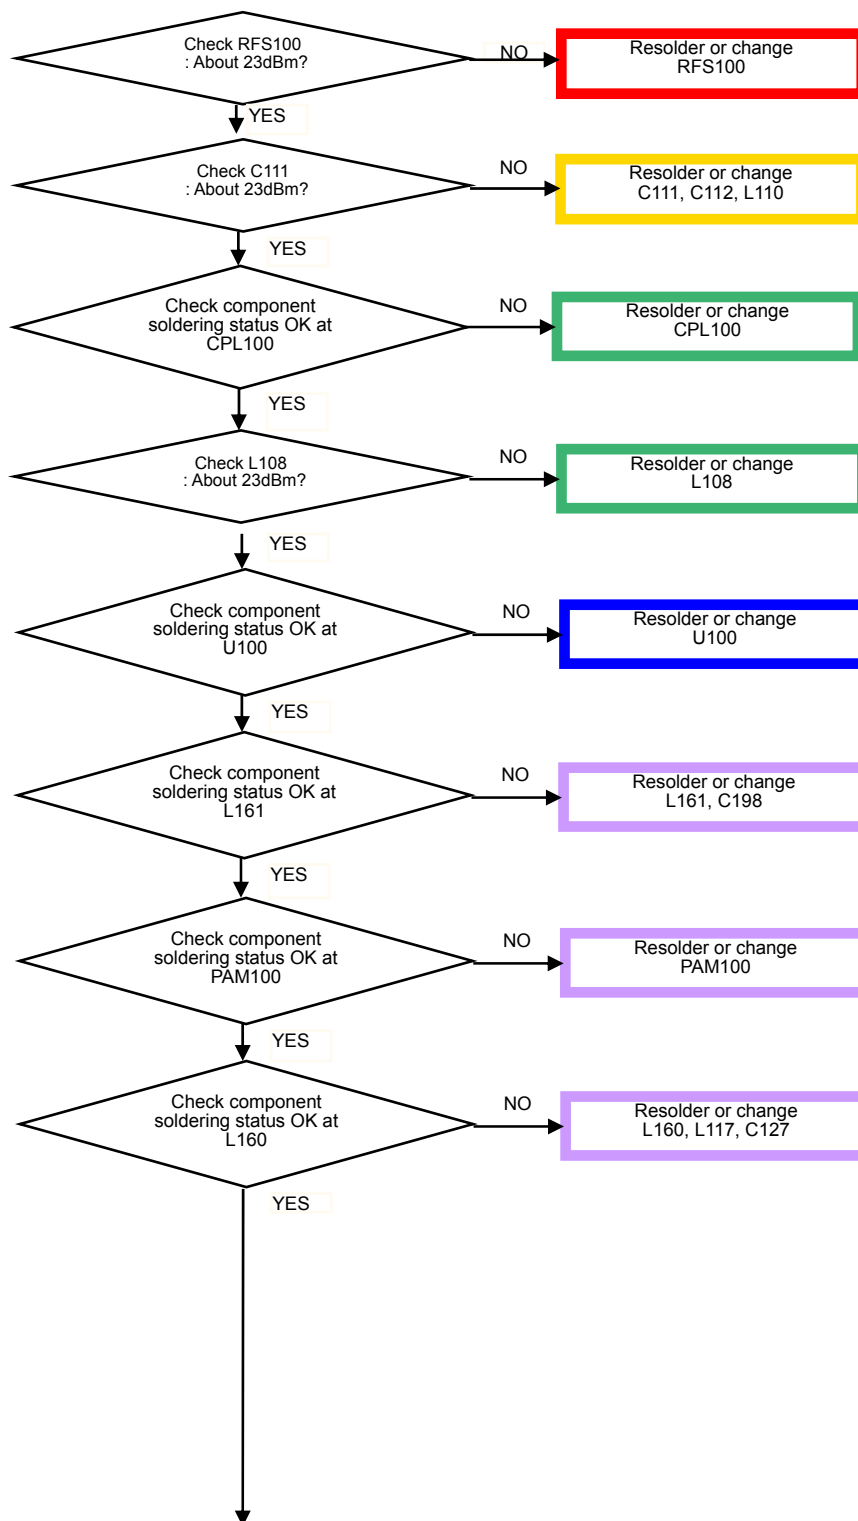 Check RFS100
: About 23dBm?
NO
Resolder or change
RFS100
YES
Check C111
: About 23dBm?
NO
Resolder or change
C111, C112, L110
YES
Check component
soldering status OK at
CPL100
NO
Resolder or change
CPL100
YES
Check L108
: About 23dBm?
NO
Resolder or change
L108
YES
Check component
soldering status OK at
U100
NO
Resolder or change
U100
YES
Check component
soldering status OK at
L161
NO
Resolder or change
L161, C198
YES
Check component
soldering status OK at
PAM100
NO
Resolder or change
PAM100
YES
Check component
soldering status OK at
L160
NO
Resolder or change
L160, L117, C127
YES